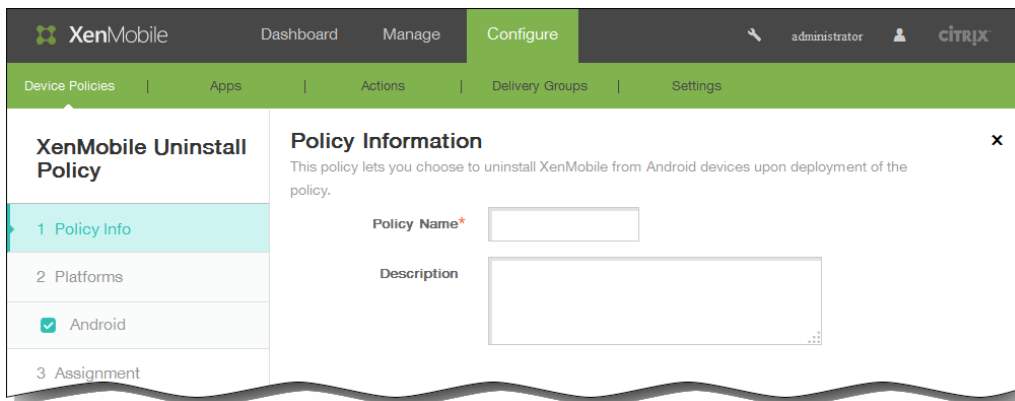 XenMobile Dashboard Manage Configure administrator CITRIX
Device Policies | Apps | Actions | Delivery Groups | Settings
XenMobile Uninstall
Policy
1 Policy Info
2 Platforms
Android
3 Assignment
Policy Information
This policy lets you choose to uninstall XenMobile from Android devices upon deployment of the
policy.
Policy Name*
Description